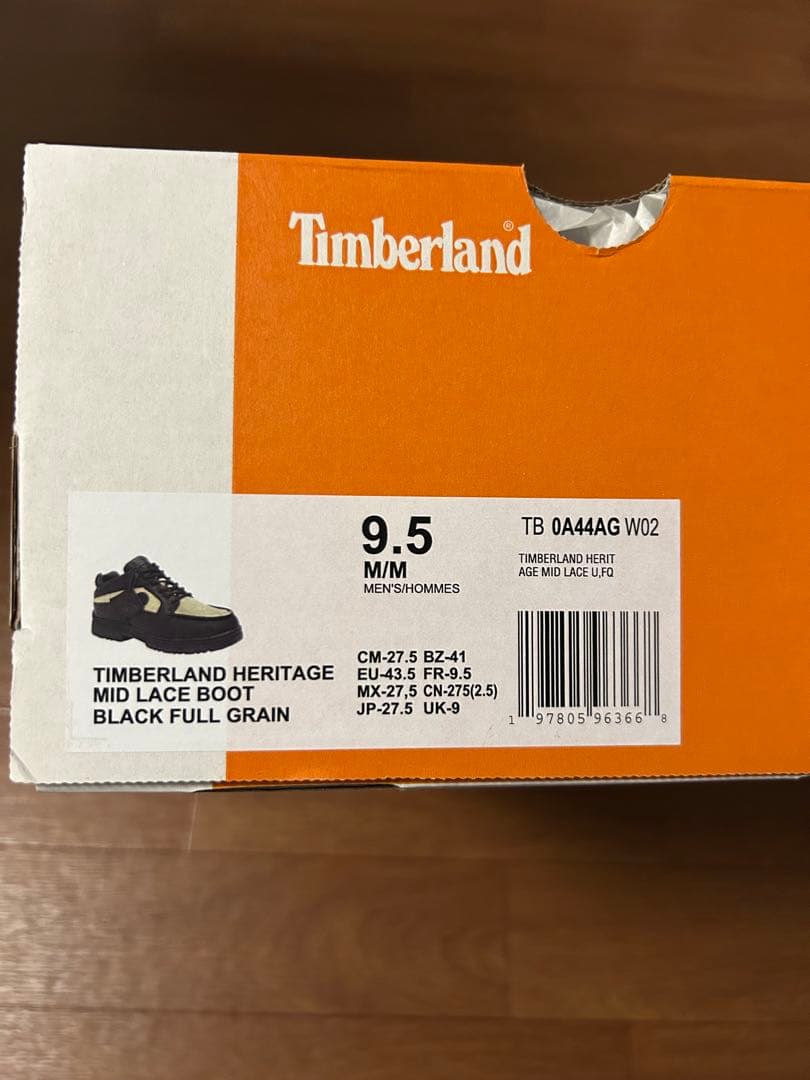 Timberland®
9.5
M/M
MEN'S/HOMMES
TB 0A44AG W02
TIMBERLAND HERIT
AGE MID LACE U,FQ
TIMBERLAND HERITAGE
MID LACE BOOT
BLACK FULL GRAIN
CM-27.5 BZ-41
EU-43.5 FR-9.5
MX-27,5 CN-275(2.5)
JP-27.5 UK-9
1 97805 96366 8